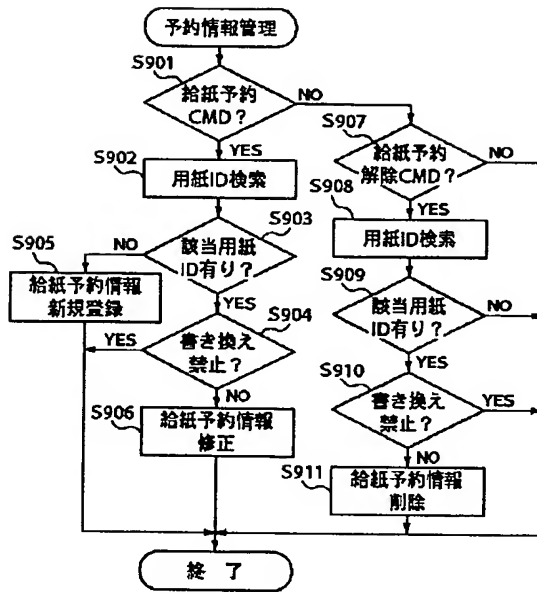 予約情報管理
S901
給紙予約
CMD?
NO
YES
S902
用紙ID検索
S903
該当用紙
ID有り?
NO
YES
S905
給紙予約情報
新規登録
S904
書き換え
禁止?
YES
NO
S906
給紙予約情報
修正
S907
給紙予約
解除CMD?
NO
YES
S908
用紙ID検索
S909
該当用紙
ID有り?
NO
YES
S910
書き換え
禁止?
YES
NO
S911
給紙予約情報
削除
終 了